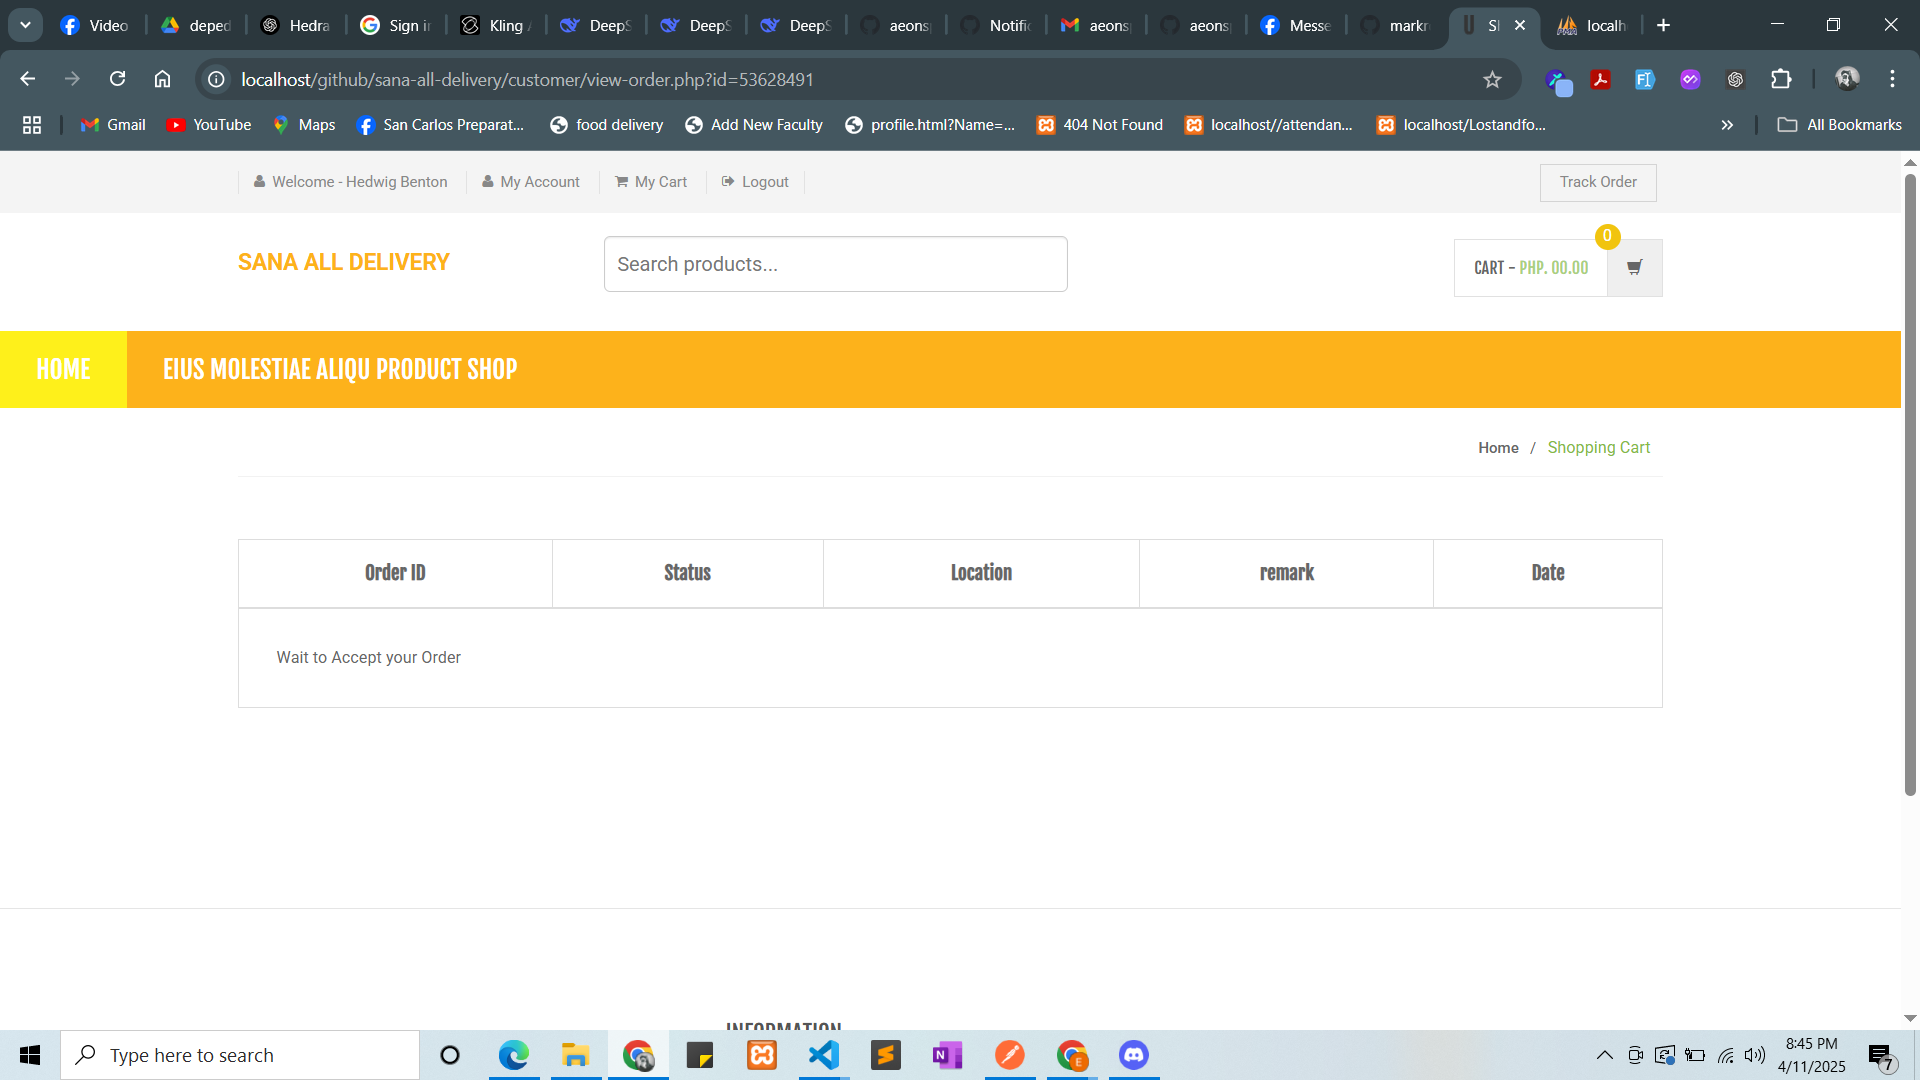 Video
deped
Hedra
Sign in
Kling
DeepS
DeepS
DeepS
aeons
Notific
aeons
aeons
Messe
markr
localh
localhost/github/sana-all-delivery/customer/view-order.php?id=53628491
Gmail
YouTube
Maps
San Carlos Preparat...
food delivery
Add New Faculty
profile.html?Name=...
404 Not Found
localhost//attendan...
localhost/Lostandfo...
All Bookmarks
Welcome - Hedwig Benton
My Account
My Cart
Logout
Track Order
SANA ALL DELIVERY
Search products...
0
CART - PHP. 00.00
HOME
EIUS MOLESTIAE ALIQU PRODUCT SHOP
Home / Shopping Cart
Order ID
Status
Location
remark
Date
Wait to Accept your Order
INFORMATION
Type here to search
8:45 PM
4/11/2025
7